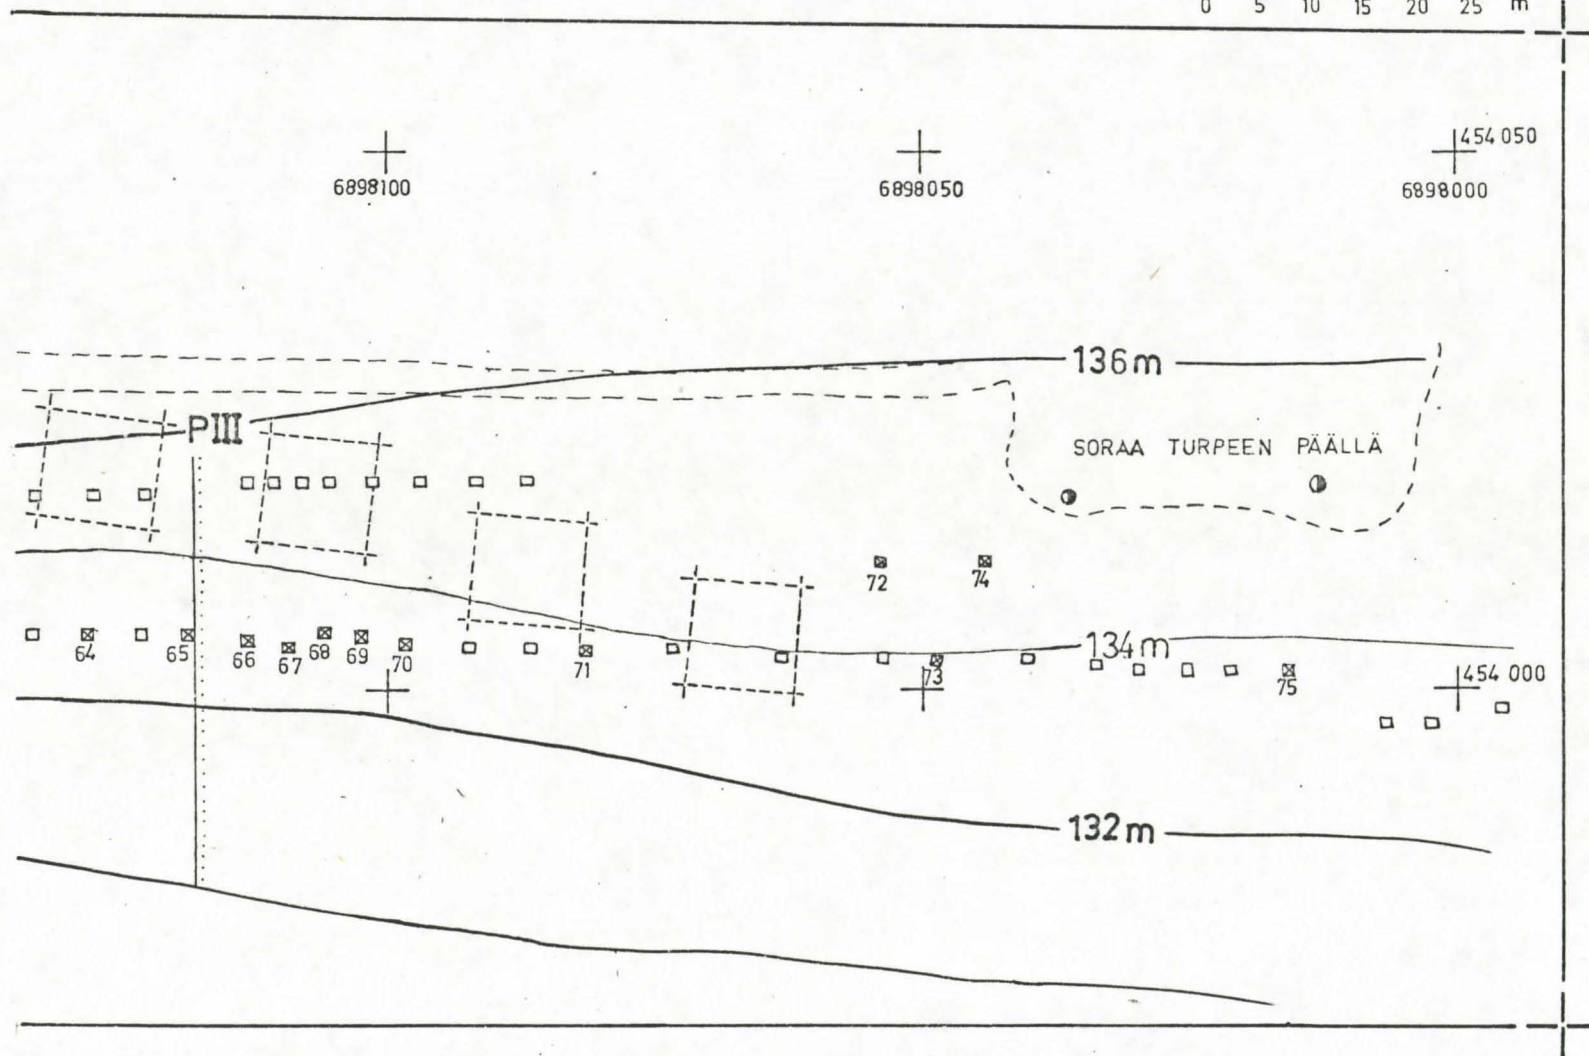 0 5 10 15 20 25 m
454 050
6898100 6898050 6898000
136m
PIII
SORAA TURPEEN PÄÄLLÄ
72 74
64 65 66 67 68 69 70 71 73 134m 75
454 000
132m